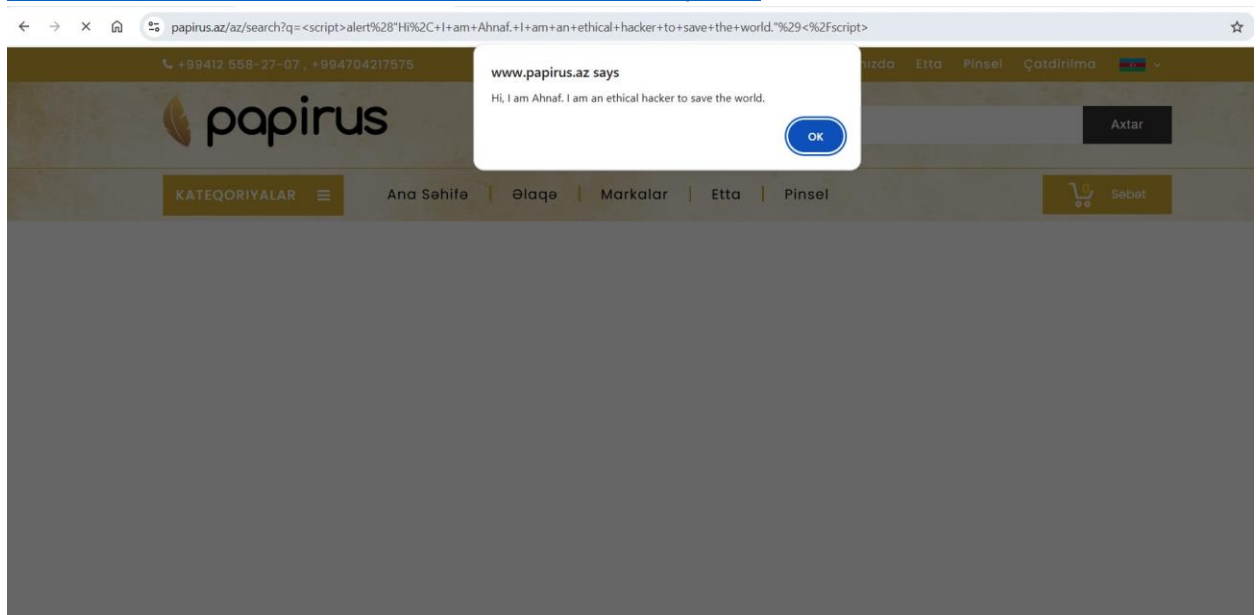 papirus.az/az/search?q=<script>alert%28"Hi%2C+I+am+Ahnaf.+I+am+an+ethical+hacker+to+save+the+world."%29<%2Fscript>
+99412 558-27-07 , +994704217575
Etta Pinsel Çatdirilma
www.papirus.az says
Hi, I am Ahnaf. I am an ethical hacker to save the world.
OK
papirus
Axtar
KATEQORIYALAR Ana Səhifə | Əlaqə | Markalar | Etta | Pinsel
0 Səbət